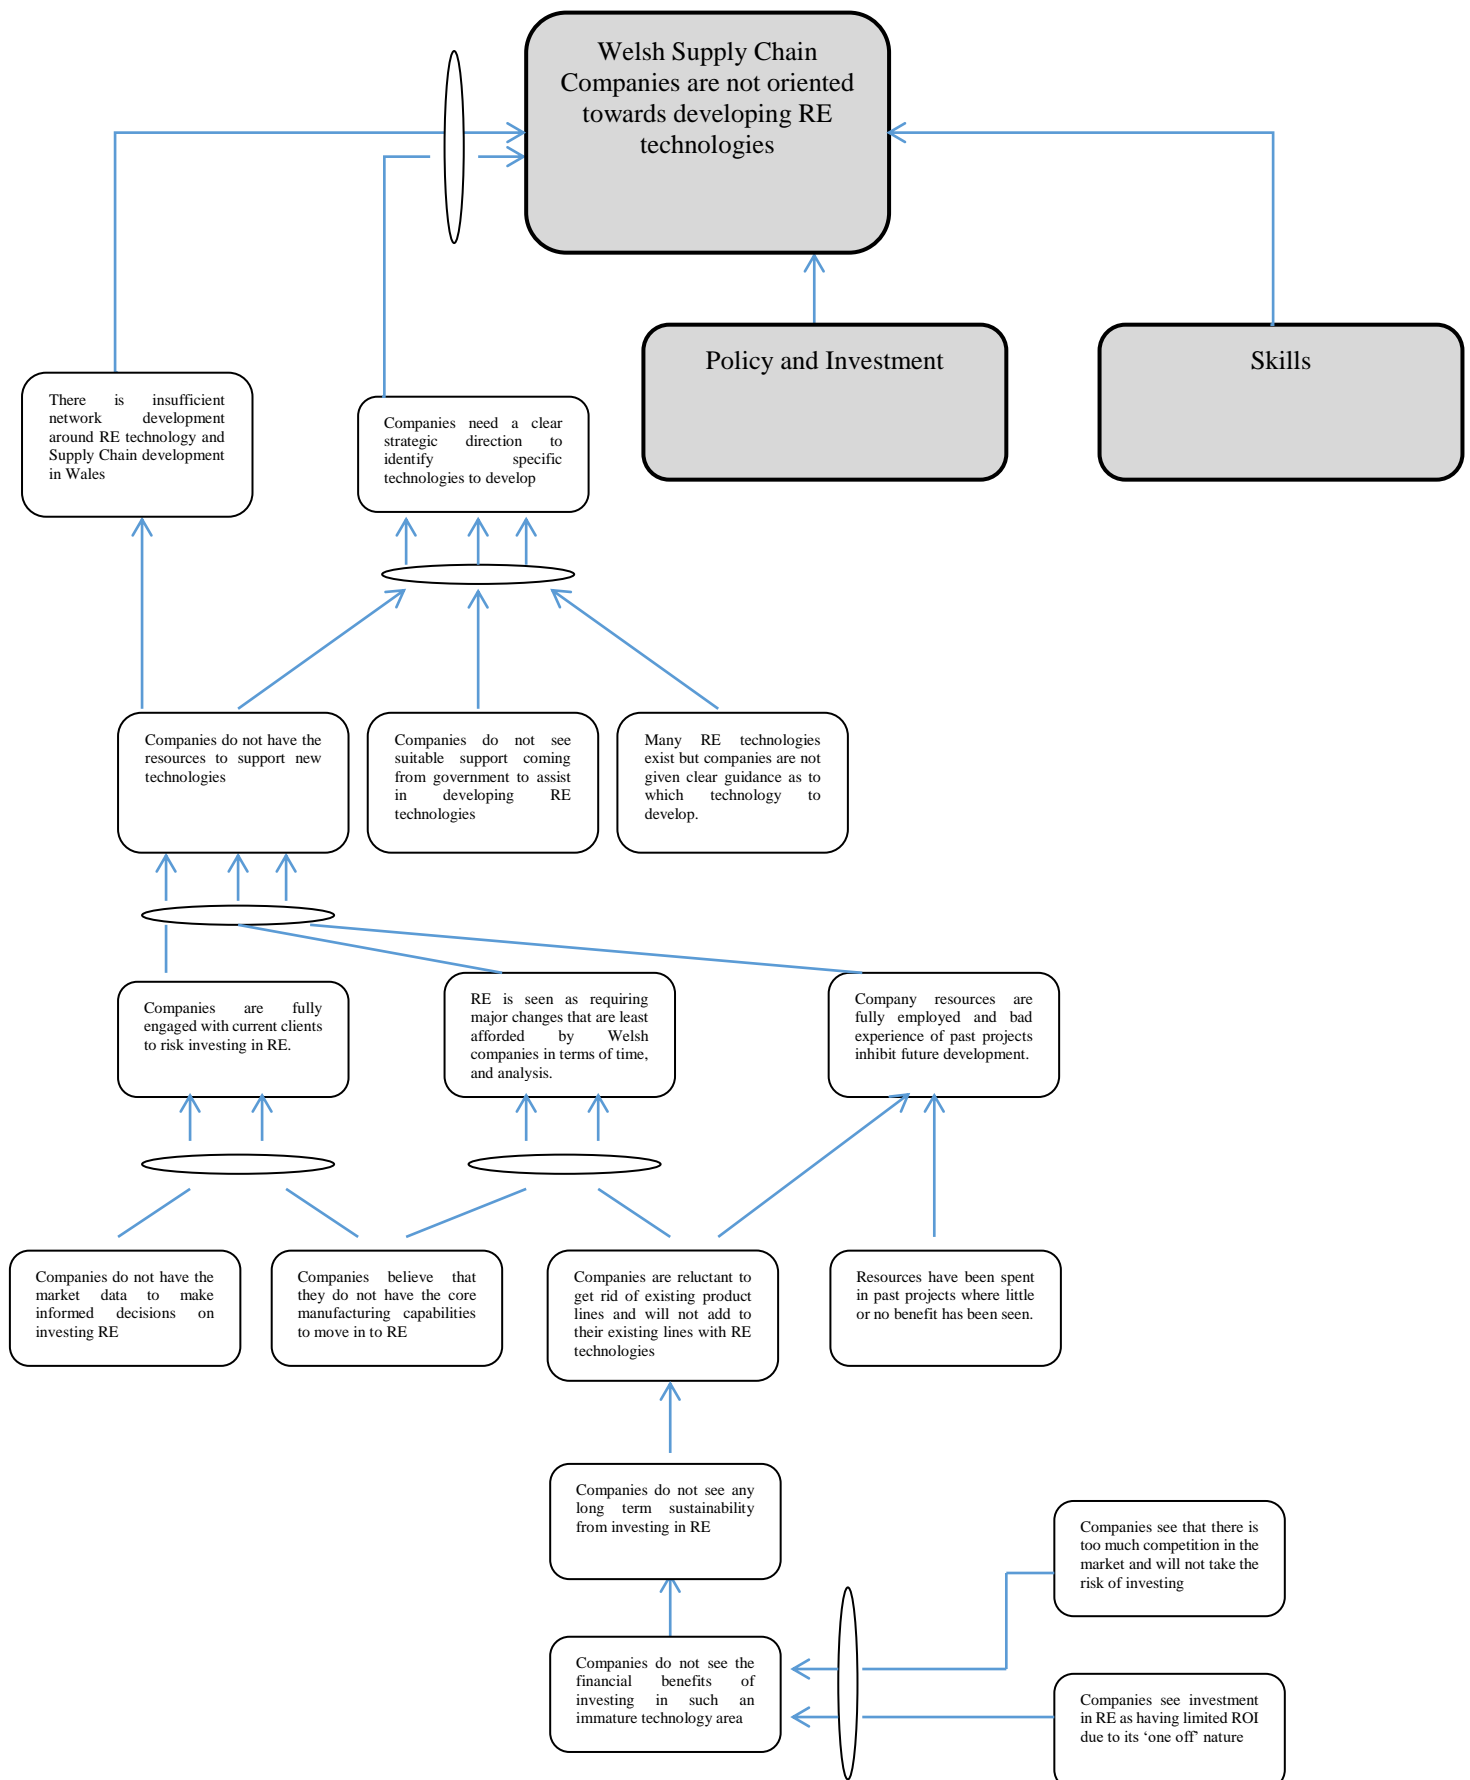 Welsh Supply Chain
Companies are not oriented
towards developing RE
technologies
Policy and Investment
Skills
There is insufficient
network development
around RE technology and
Supply Chain development
in Wales
Companies need a clear
strategic direction to
identify specific
technologies to develop
Companies do not have the
resources to support new
technologies
Companies do not see
suitable support coming
from government to assist
in developing RE
technologies
Many RE technologies
exist but companies are not
given clear guidance as to
which technology to
develop.
Companies are fully
engaged with current clients
to risk investing in RE.
RE is seen as requiring
major changes that are least
afforded by Welsh
companies in terms of time,
and analysis.
Company resources are
fully employed and bad
experience of past projects
inhibit future development.
Companies do not have the
market data to make
informed decisions on
investing RE
Companies believe that
they do not have the core
manufacturing capabilities
to move in to RE
Companies are reluctant to
get rid of existing product
lines and will not add to
their existing lines with RE
technologies
Resources have been spent
in past projects where little
or no benefit has been seen.
Companies do not see any
long term sustainability
from investing in RE
Companies see that there is
too much competition in the
market and will not take the
risk of investing
Companies do not see the
financial benefits of
investing in such an
immature technology area
Companies see investment
in RE as having limited ROI
due to its ‘one off’ nature